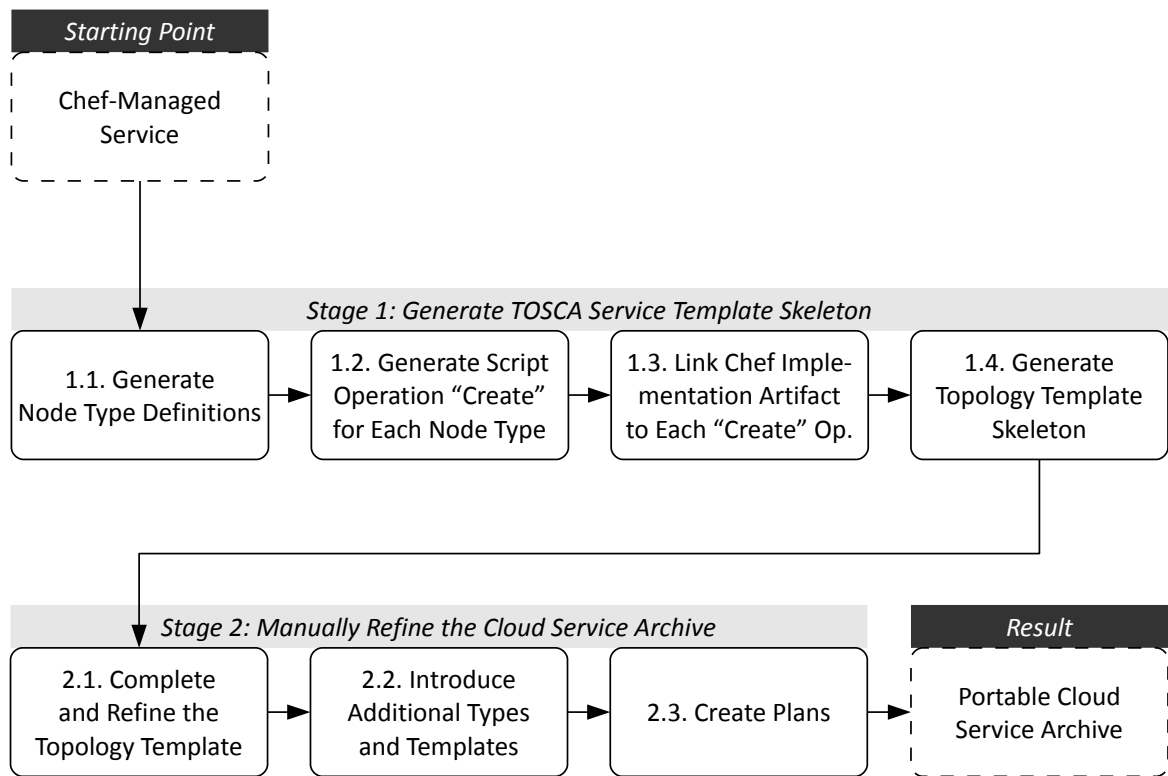 Starting Point
Chef-Managed
Service
Stage 1: Generate TOSCA Service Template Skeleton
1.1. Generate
Node Type Definitions
1.2. Generate Script
Operation “Create”
for Each Node Type
1.3. Link Chef Imple-
mentation Artifact
to Each “Create” Op.
1.4. Generate
Topology Template
Skeleton
Stage 2: Manually Refine the Cloud Service Archive
2.1. Complete
and Refine the
Topology Template
2.2. Introduce
Additional Types
and Templates
2.3. Create Plans
Result
Portable Cloud
Service Archive